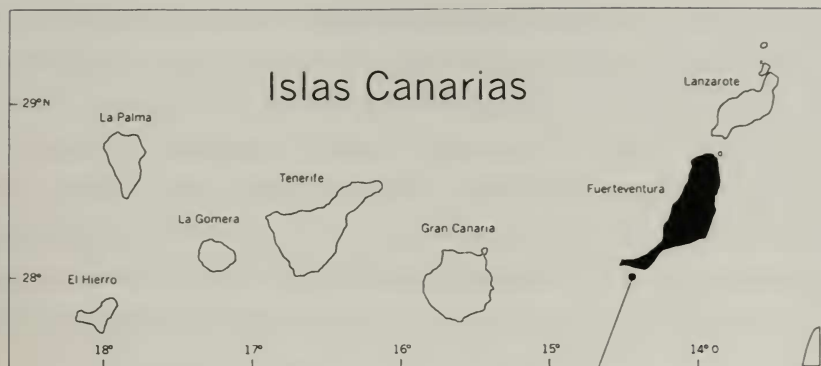 Islas Canarias
Lanzarote
29°N
La Palma
Tenerife
Fuerteventura
La Gomera
Gran Canaria
28°
El Hierro
18°
17°
16°
15°
14°O